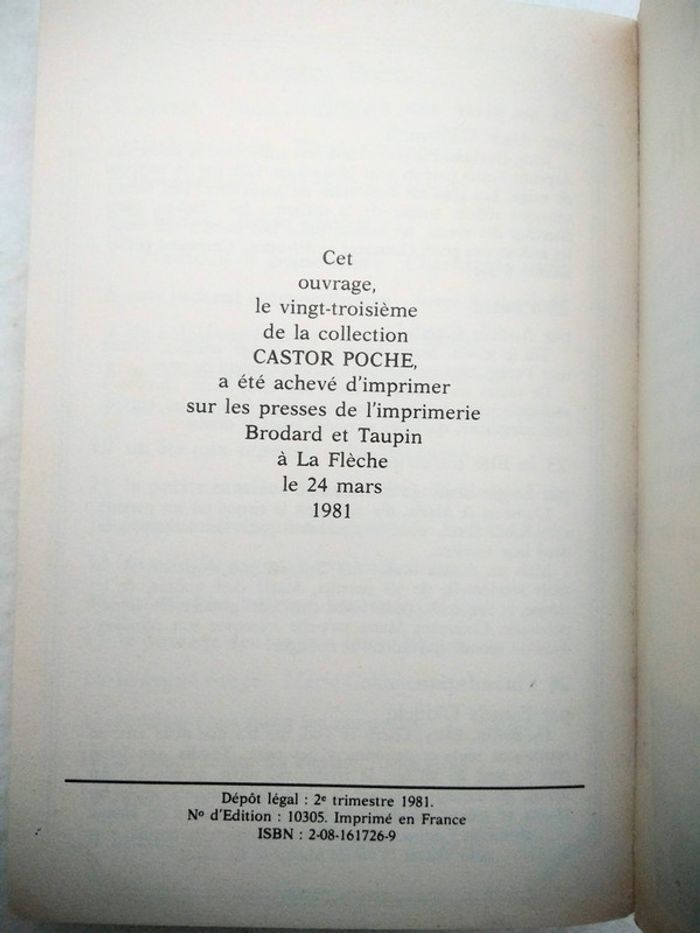 Cet
ouvrage,
le vingt-troisième
de la collection
CASTOR POCHE,
a été achevé d'imprimer
sur les presses de l'imprimerie
Brodard et Taupin
à La Flèche
le 24 mars
1981
Dépôt légal : 2e trimestre 1981.
No d'Edition : 10305. Imprimé en France
ISBN : 2-08-161726-9